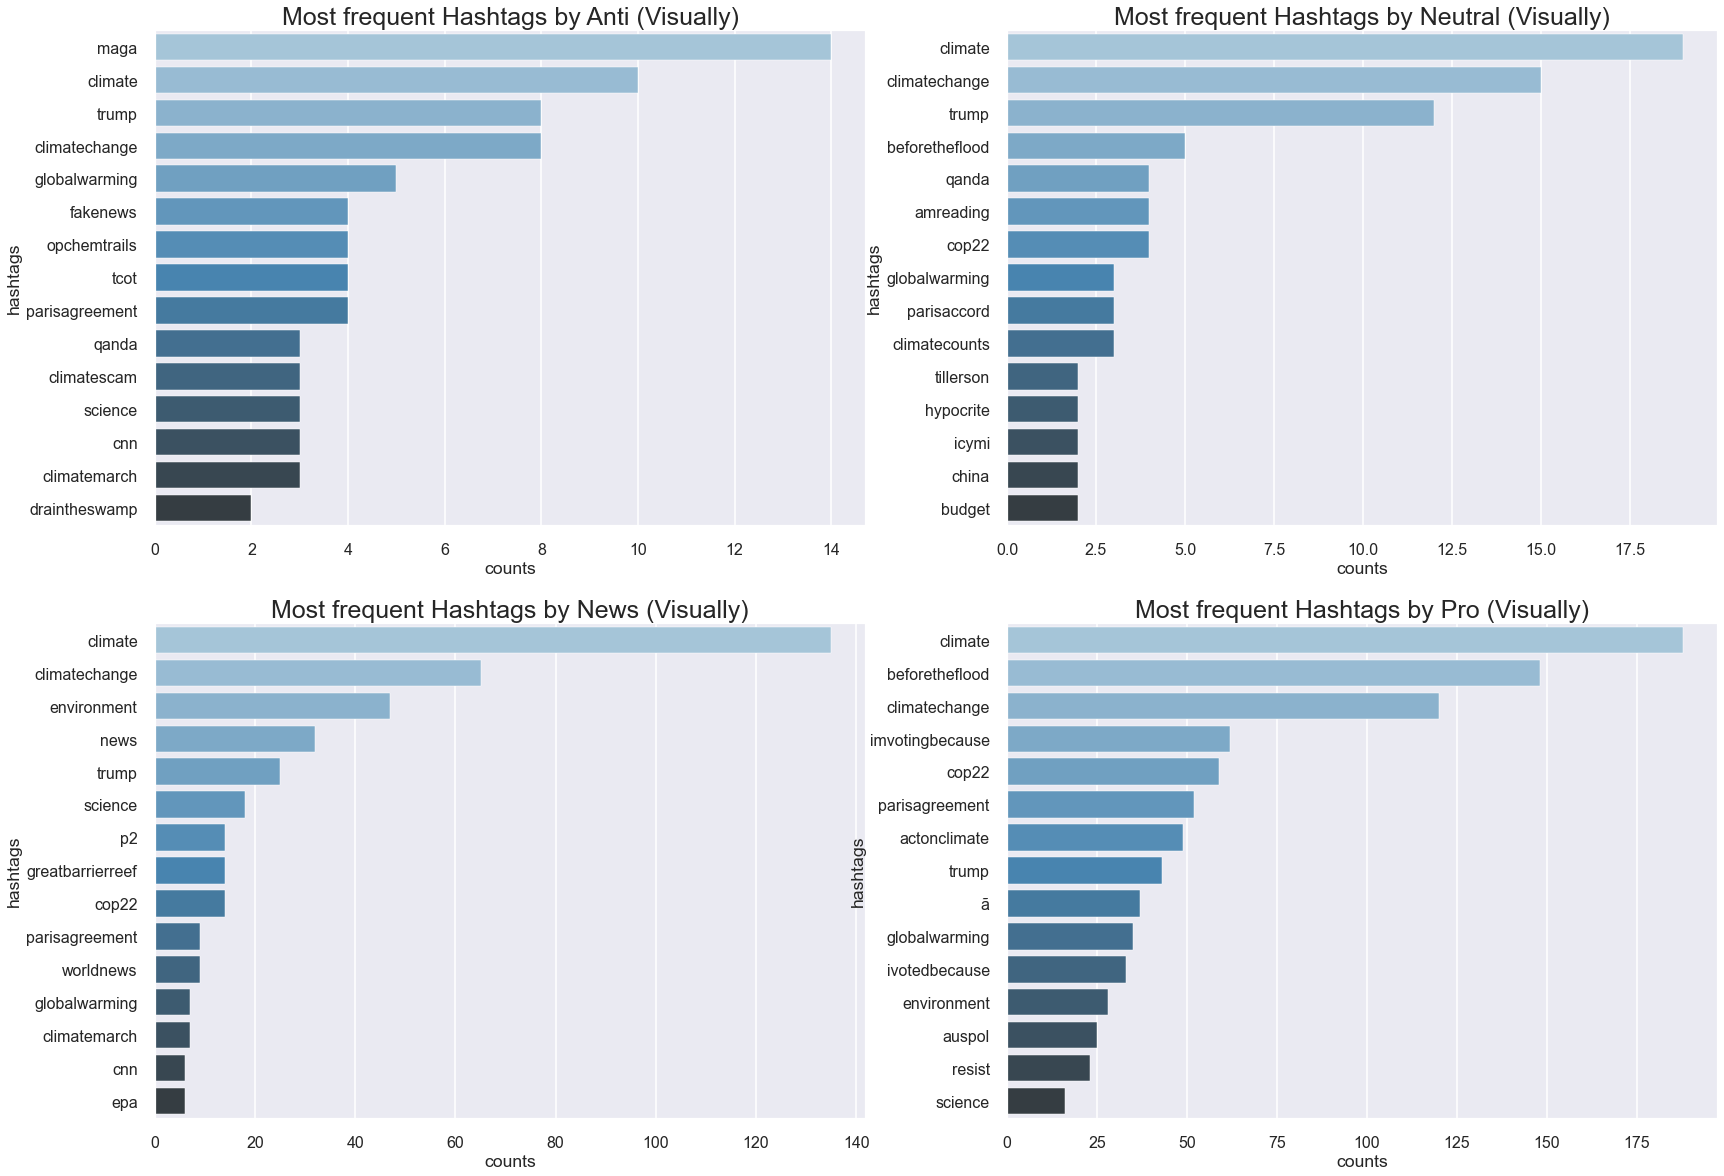 Most frequent Hashtags by Anti (Visually)
hashtags
maga
climate
trump
climatechange
globalwarming
fakenews
opchemtrails
tcot
parisagreement
qanda
climatescam
science
cnn
climatemarch
draintheswamp
0 2 4 6 8 10 12 14
counts
Most frequent Hashtags by Neutral (Visually)
hashtags
climate
climatechange
trump
beforetheflood
qanda
amreading
cop22
globalwarming
parisaccord
climatecounts
tillerson
hypocrite
icymi
china
budget
0.0 2.5 5.0 7.5 10.0 12.5 15.0 17.5
counts
Most frequent Hashtags by News (Visually)
hashtags
climate
climatechange
environment
news
trump
science
p2
greatbarrierreef
cop22
parisagreement
worldnews
globalwarming
climatemarch
cnn
epa
0 20 40 60 80 100 120 140
counts
Most frequent Hashtags by Pro (Visually)
hashtags
climate
beforetheflood
climatechange
imvotingbecause
cop22
parisagreement
actonclimate
trump
ã
globalwarming
ivotedbecause
environment
auspol
resist
science
0 25 50 75 100 125 150 175
counts